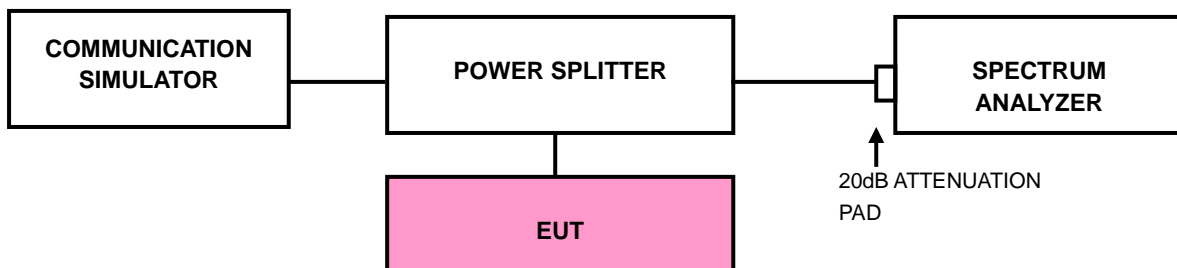 COMMUNICATION
SIMULATOR
POWER SPLITTER
SPECTRUM
ANALYZER
20dB ATTENUATION
PAD
EUT